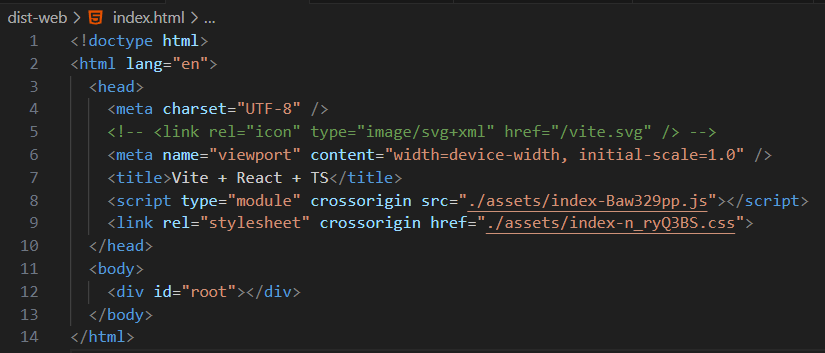 dist-web > index.html > ...
1 <!doctype html>
2 <html lang="en">
3 <head>
4 <meta charset="UTF-8" />
5 <!-- <link rel="icon" type="image/svg+xml" href="/vite.svg" /> -->
6 <meta name="viewport" content="width=device-width, initial-scale=1.0" />
7 <title>Vite + React + TS</title>
8 <script type="module" crossorigin src="./assets/index-Baw329pp.js"></script>
9 <link rel="stylesheet" crossorigin href="./assets/index-n_ryQ3BS.css">
10 </head>
11 <body>
12 <div id="root"></div>
13 </body>
14 </html>